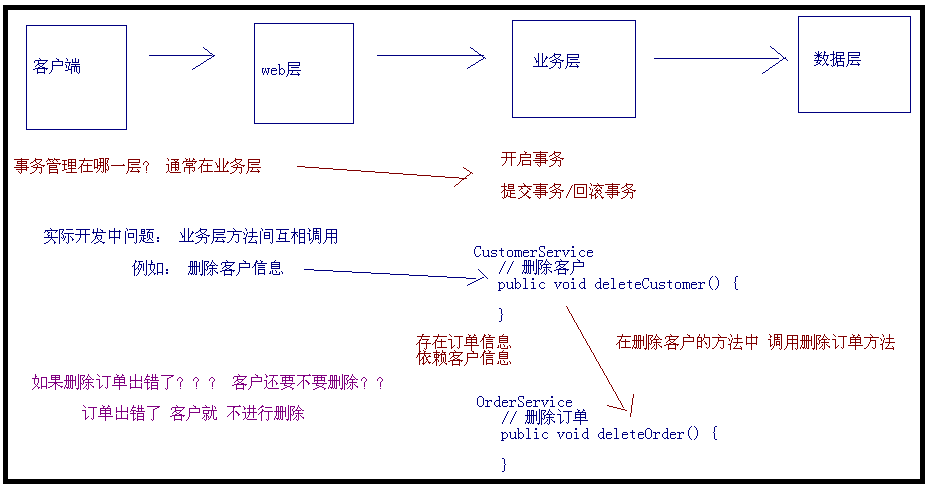 客户端
web层
业务层
数据层
事务管理在哪一层？ 通常在业务层
开启事务
提交事务/回滚事务
实际开发中问题： 业务层方法间互相调用
例如： 删除客户信息
CustomerService
// 删除客户
public void deleteCustomer() {
}
存在订单信息
依赖客户信息
在删除客户的方法中 调用删除订单方法
如果删除订单出错了？？？ 客户还要不要删除？？
订单出错了 客户就 不进行删除
OrderService
// 删除订单
public void deleteOrder() {
}